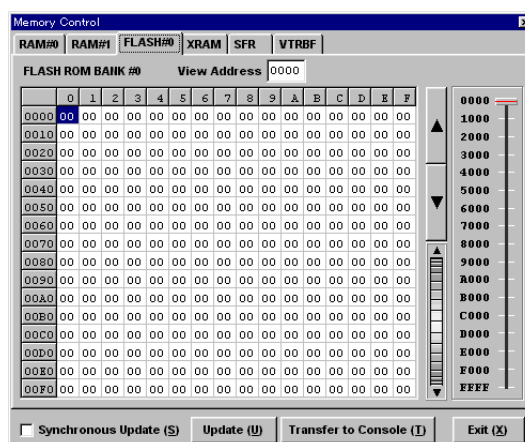 Memory Control
RAM#0 RAM#1 FLASH#0 XRAM SFR VTRBF
FLASH ROM BANK #0 View Address 0000
0 1 2 3 4 5 6 7 8 9 A B C D E F
0000 00 00 00 00 00 00 00 00 00 00 00 00 00 00 00 00
0010 00 00 00 00 00 00 00 00 00 00 00 00 00 00 00 00
0020 00 00 00 00 00 00 00 00 00 00 00 00 00 00 00 00
0030 00 00 00 00 00 00 00 00 00 00 00 00 00 00 00 00
0040 00 00 00 00 00 00 00 00 00 00 00 00 00 00 00 00
0050 00 00 00 00 00 00 00 00 00 00 00 00 00 00 00 00
0060 00 00 00 00 00 00 00 00 00 00 00 00 00 00 00 00
0070 00 00 00 00 00 00 00 00 00 00 00 00 00 00 00 00
0080 00 00 00 00 00 00 00 00 00 00 00 00 00 00 00 00
0090 00 00 00 00 00 00 00 00 00 00 00 00 00 00 00 00
00A0 00 00 00 00 00 00 00 00 00 00 00 00 00 00 00 00
00B0 00 00 00 00 00 00 00 00 00 00 00 00 00 00 00 00
00C0 00 00 00 00 00 00 00 00 00 00 00 00 00 00 00 00
00D0 00 00 00 00 00 00 00 00 00 00 00 00 00 00 00 00
00E0 00 00 00 00 00 00 00 00 00 00 00 00 00 00 00 00
00F0 00 00 00 00 00 00 00 00 00 00 00 00 00 00 00 00
0000
1000
2000
3000
4000
5000
6000
7000
8000
9000
A000
B000
C000
D000
E000
F000
FFFF
Synchronous Update (S) Update (U) Transfer to Console (T) Exit (X)